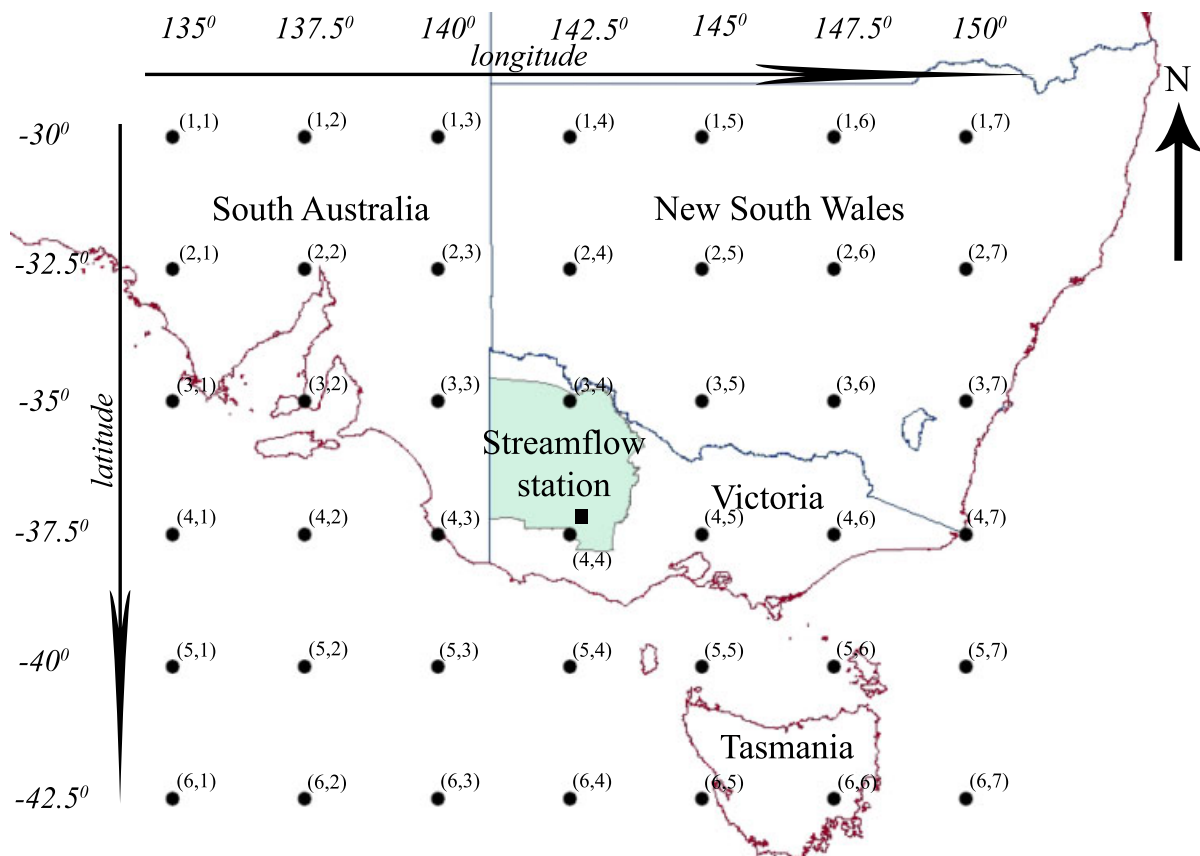 135⁰ 137.5⁰ 140⁰ 142.5⁰ 145⁰ 147.5⁰ 150⁰
longitude
N
-30⁰ (1,1) (1,2) (1,3) (1,4) (1,5) (1,6) (1,7)
South Australia New South Wales
-32.5⁰ (2,1) (2,2) (2,3) (2,4) (2,5) (2,6) (2,7)
-35⁰ (3,1) (3,2) (3,3) (3,4) (3,5) (3,6) (3,7)
latitude
Streamflow
station
Victoria
-37.5⁰ (4,1) (4,2) (4,3) (4,5) (4,6) (4,7)
(4,4)
-40⁰ (5,1) (5,2) (5,3) (5,4) (5,5) (5,6) (5,7)
Tasmania
-42.5⁰ (6,1) (6,2) (6,3) (6,4) (6,5) (6,6) (6,7)